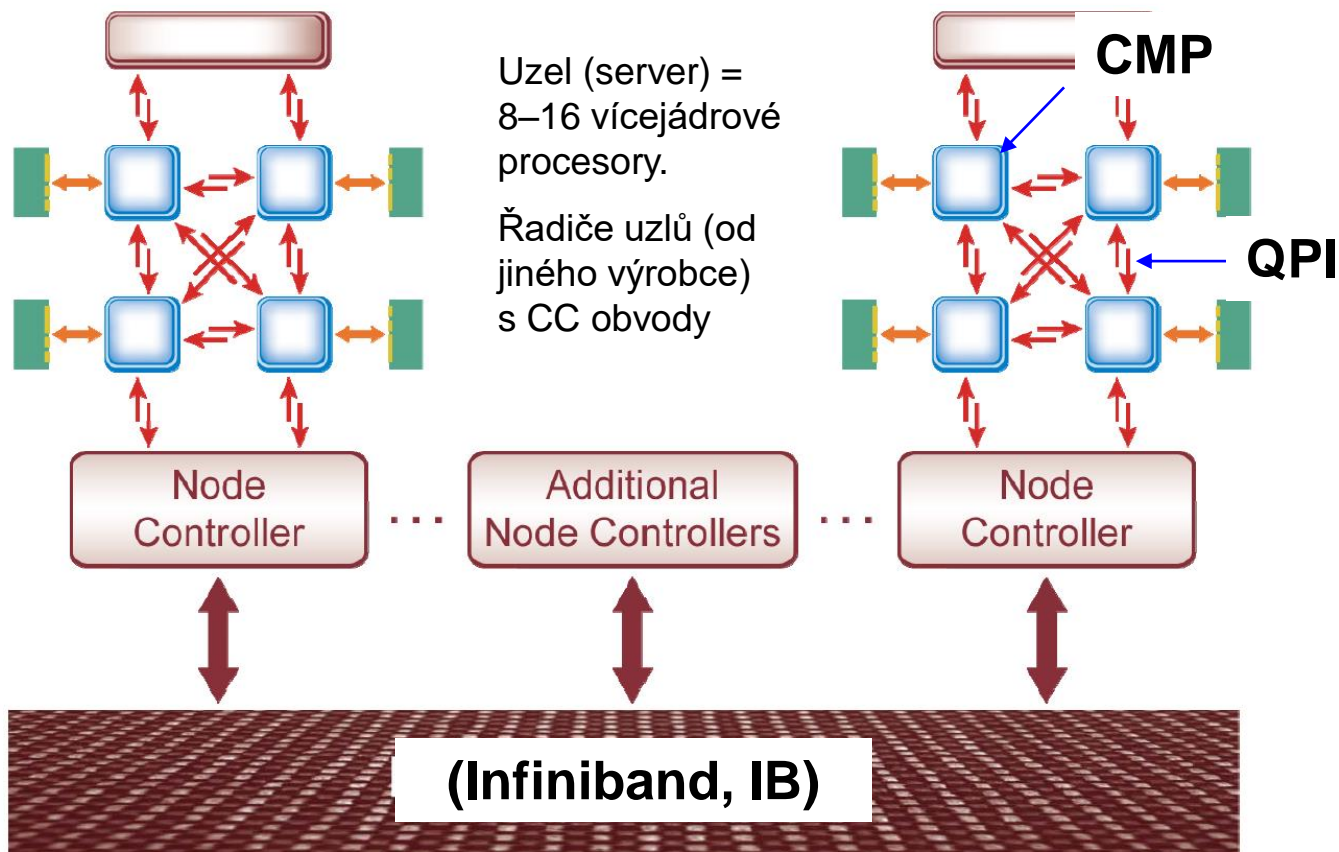 Uzel (server) =
8–16 vícejádrové
procesory.
Řadiče uzlů (od
jiného výrobce)
s CC obvody
CMP
QPI
Node
Controller
...
Additional
Node Controllers
...
Node
Controller
(Infiniband, IB)